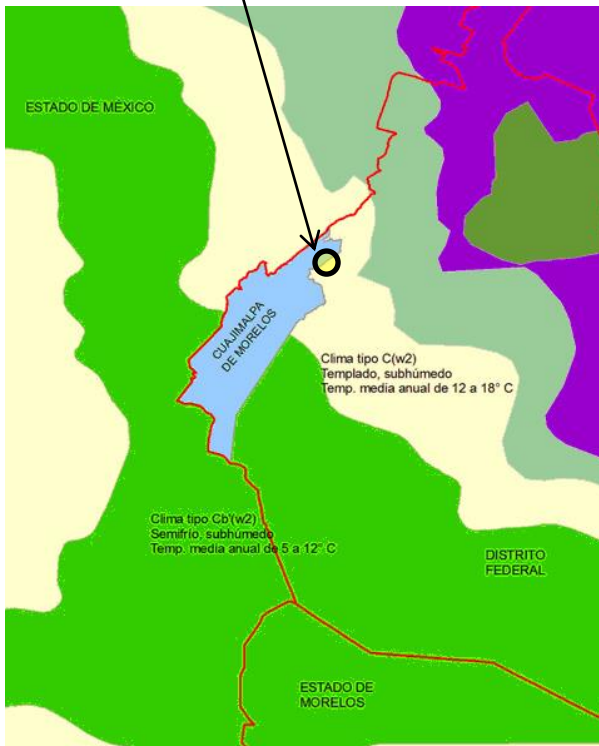 ESTADO DE MÉXICO
CUAJIMALPA
DE MORELOS
Clima tipo C(w2)
Templado, subhúmedo
Temp. media anual de 12 a 18° C
Clima tipo Cb'(w2)
Semifrío, subhúmedo
Temp. media anual de 5 a 12° C
DISTRITO
FEDERAL
ESTADO DE
MORELOS